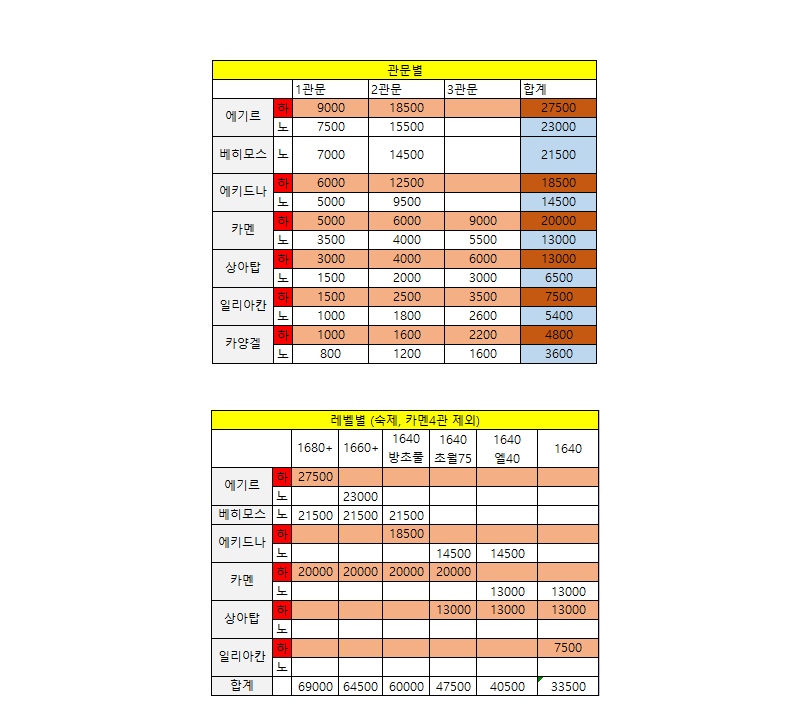 관문별
1관문 2관문 3관문 합계
에기르 하 9000 18500 27500
노 7500 15500 23000
베히모스 노 7000 14500 21500
에키드나 하 6000 12500 18500
노 5000 9500 14500
카멘 하 5000 6000 9000 20000
노 3500 4000 5500 13000
상아탑 하 3000 4000 6000 13000
노 1500 2000 3000 6500
일리아칸 하 1500 2500 3500 7500
노 1000 1800 2600 5400
카양겔 하 1000 1600 2200 4800
노 800 1200 1600 3600
레벨별 (숙제, 카멘4관 제외)
1680+ 1660+ 1640 방초풀 1640 초월75 1640 엘40 1640
에기르 하 27500
노 23000
베히모스 노 21500 21500 21500
에키드나 하 18500
노 14500 14500
카멘 하 20000 20000 20000 20000
노 13000 13000
상아탑 하 13000 13000 13000
노
일리아칸 하 7500
노
합계 69000 64500 60000 47500 40500 33500